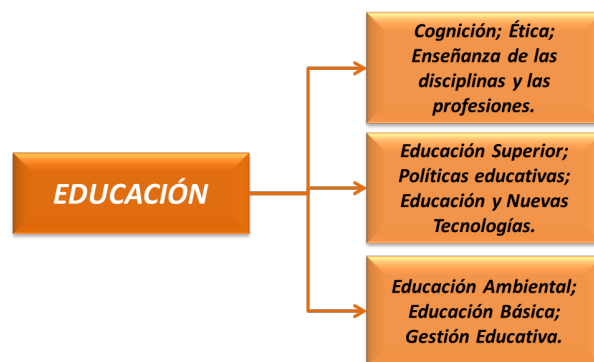 EDUCACIÓN
Cognición; Ética;
Enseñanza de las
disciplinas y las
profesiones.
Educación Superior;
Políticas educativas;
Educación y Nuevas
Tecnologías.
Educación Ambiental;
Educación Básica;
Gestión Educativa.